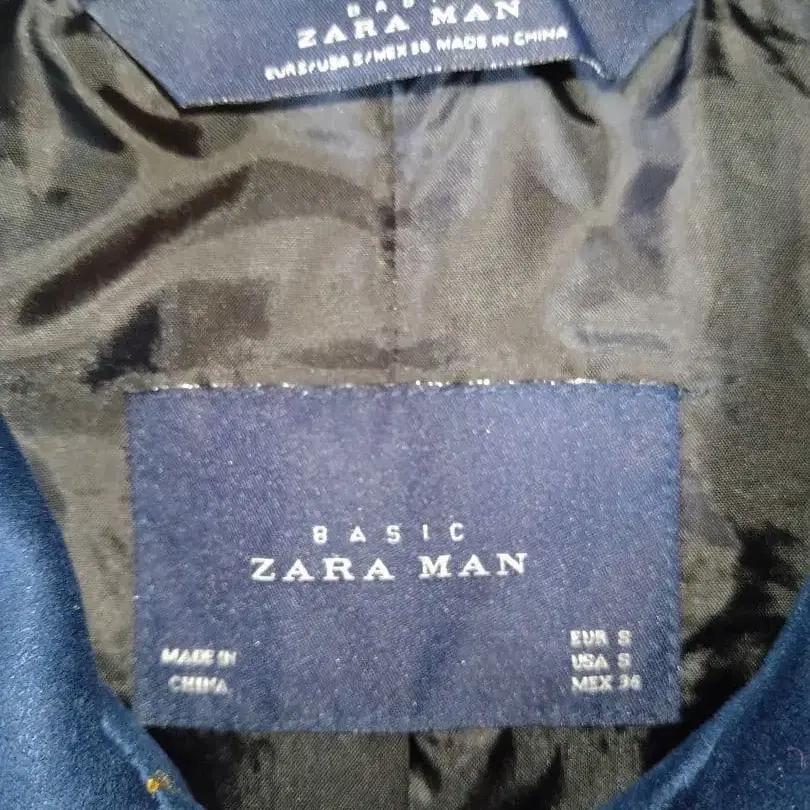 BASIC
ZARA MAN
EUR S/USA S/MEX 36 MADE IN CHINA
BASIC
ZARA MAN
MADE IN
CHINA
EUR S
USA S
MEX 36